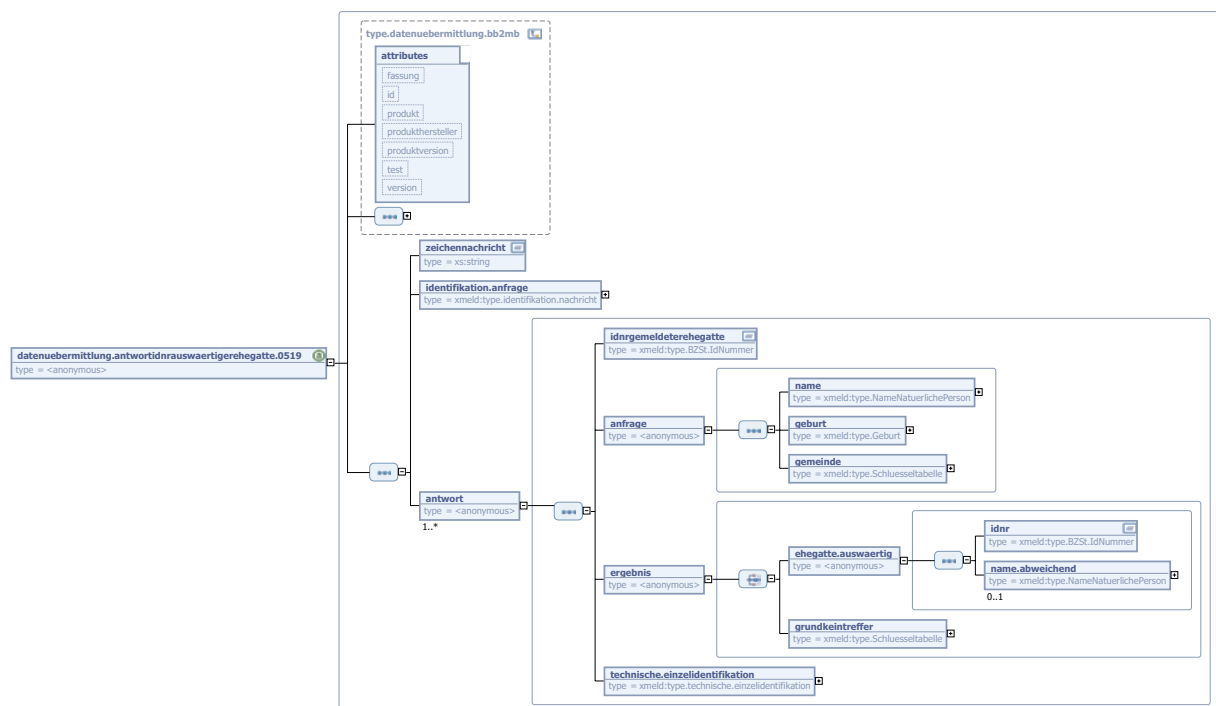 type.datenuebermittlung.bb2mb
attributes
fassung
id
produkt
produkthersteller
produktversion
test
version
zeichennachricht
type = xs:string
identifikation.anfrage
type = xmeld:type.identifikation.nachricht
datenuebermittlung.antwortidnrauswaertigerehegatte.0519
type = <anonymous>
antwort
type = <anonymous>
1..*
idnrgemeldeterehegatte
type = xmeld:type.BZSt.IdNummer
anfrage
type = <anonymous>
name
type = xmeld:type.NameNatuerlichePerson
geburt
type = xmeld:type.Geburt
gemeinde
type = xmeld:type.Schluesseltabelle
ergebnis
type = <anonymous>
ehegatte.auswaertig
type = <anonymous>
idnr
type = xmeld:type.BZSt.IdNummer
name.abweichend
type = xmeld:type.NameNatuerlichePerson
0..1
grundkeintreffer
type = xmeld:type.Schluesseltabelle
technische.einzelidentifikation
type = xmeld:type.technische.einzelidentifikation